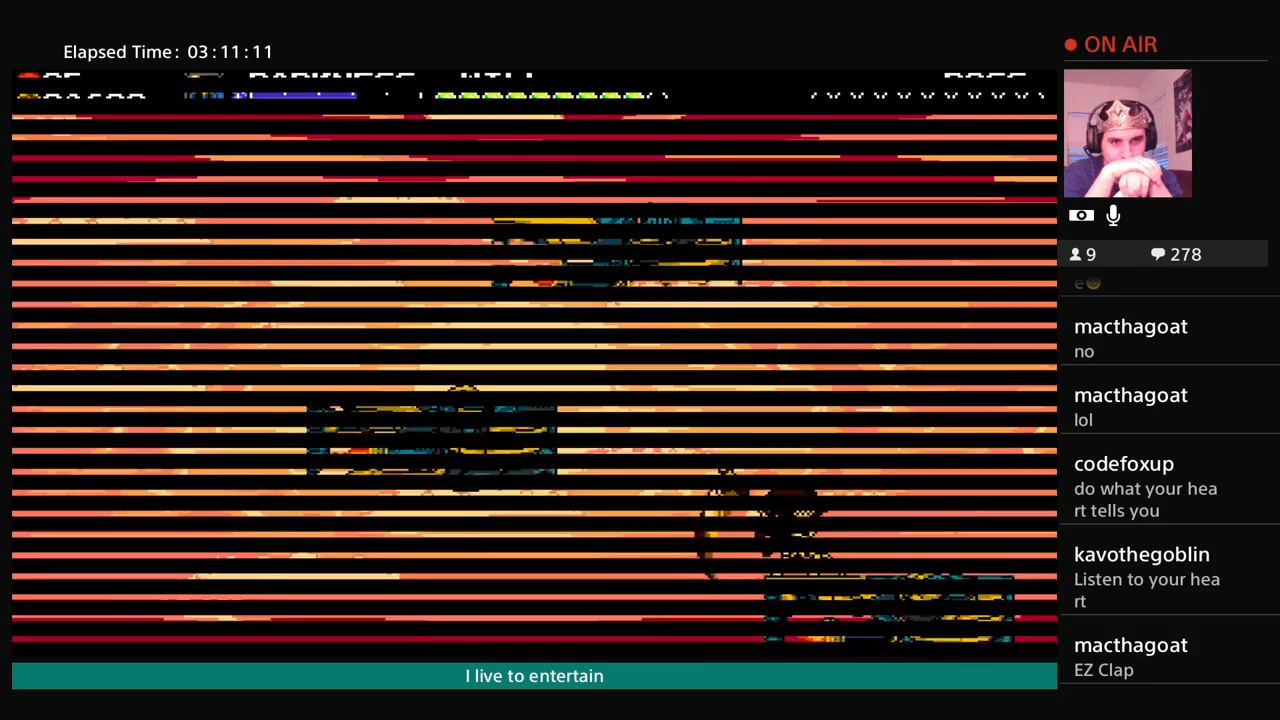 Elapsed Time: 03:11:11
ON AIR
9 278
e
macthagoat
no
macthagoat
lol
codefoxup
do what your hea
rt tells you
kavothegoblin
Listen to your hea
rt
macthagoat
EZ Clap
I live to entertain